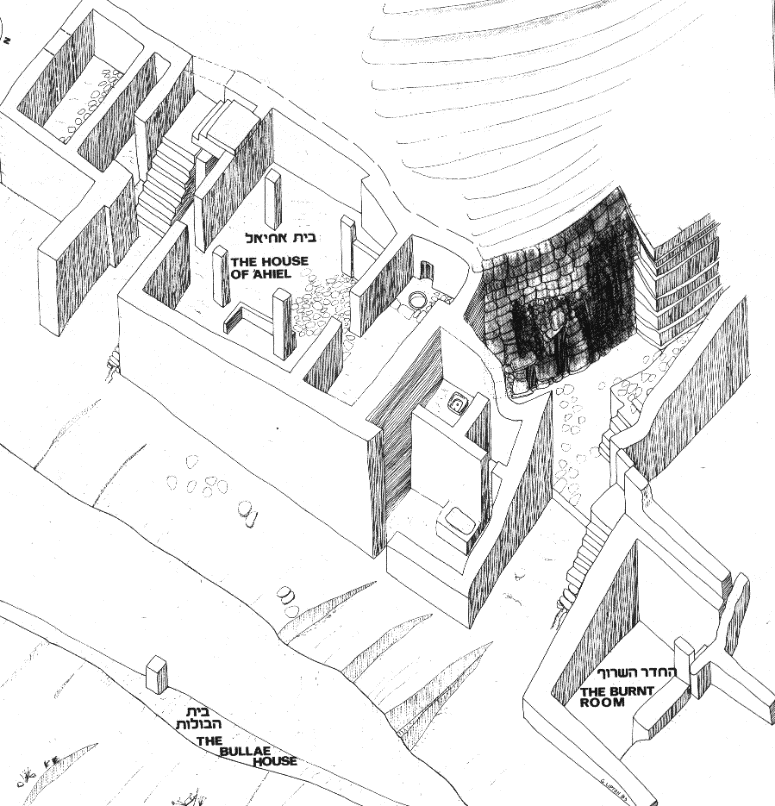 N
בית אחיאל
THE HOUSE
OF 'AHIEL
החדר השרוף
THE BURNT
ROOM
בית
הבולות
THE
BULLAE
HOUSE